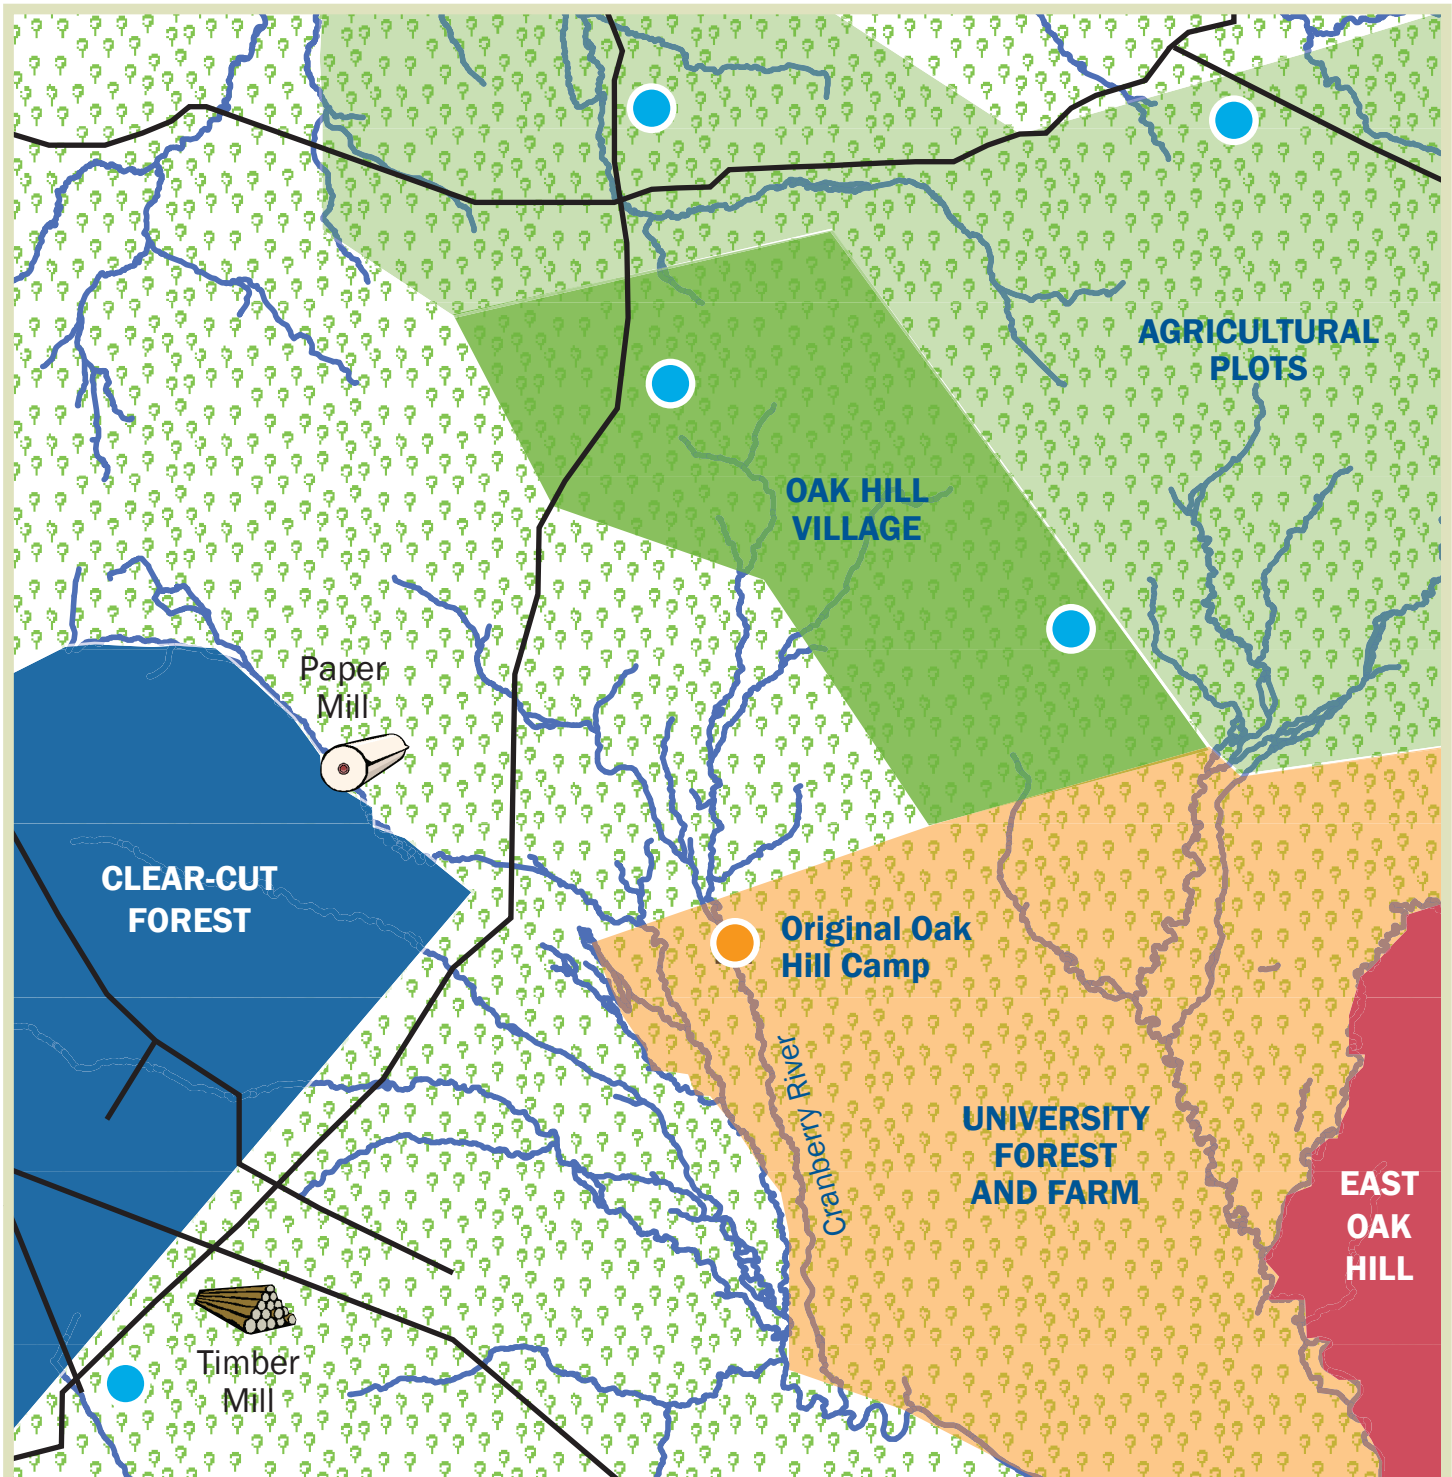 AGRICULTURAL
PLOTS
OAK HILL
VILLAGE
Paper
Mill
CLEAR-CUT
FOREST
Original Oak
Hill Camp
Cranberry River
UNIVERSITY
FOREST
AND FARM
EAST
OAK
HILL
Timber
Mill